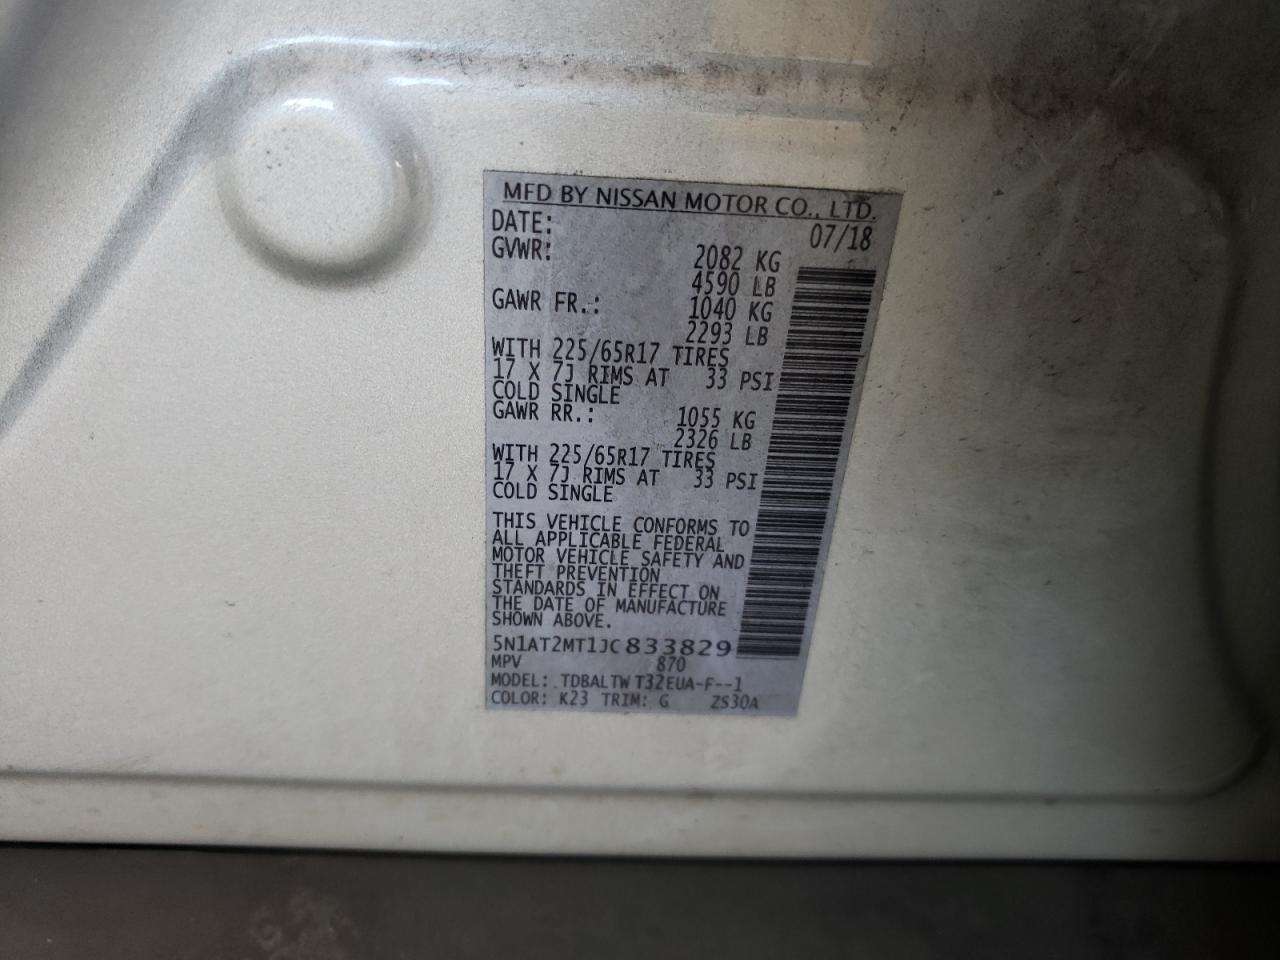 MFD BY NISSAN MOTOR CO., LTD.
DATE: 07/18
GVWR: 2082 KG
4590 LB
GAWR FR.: 1040 KG
2293 LB
WITH 225/65R17 TIRES
17 X 7J RIMS AT 33 PSI
COLD SINGLE
GAWR RR.: 1055 KG
2326 LB
WITH 225/65R17 TIRES
17 X 7J RIMS AT 33 PSI
COLD SINGLE
THIS VEHICLE CONFORMS TO
ALL APPLICABLE FEDERAL
MOTOR VEHICLE SAFETY AND
THEFT PREVENTION
STANDARDS IN EFFECT ON
THE DATE OF MANUFACTURE
SHOWN ABOVE.
5N1AT2MT1JC833829
MPV 870
MODEL: TDBALTW T32EUA-F--1
COLOR: K23 TRIM: G ZS30A